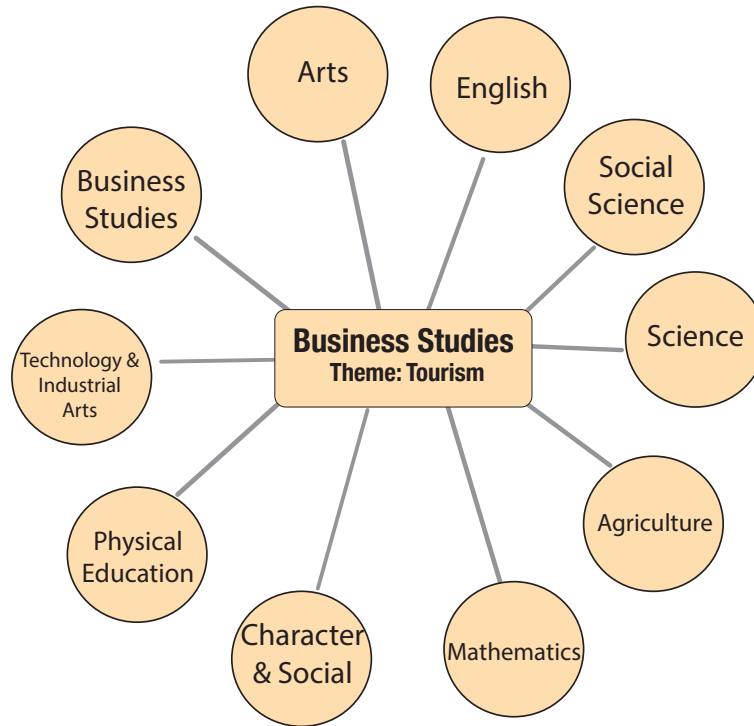 Arts
English
Business
Studies
Social
Science
Business Studies
Theme: Tourism
Science
Technology &
Industrial
Arts
Agriculture
Physical
Education
Character
& Social
Mathematics